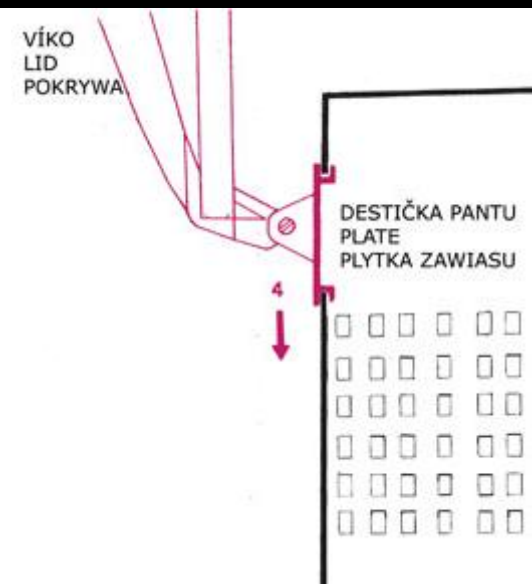 VÍKO
LID
POKRYWA
DESTIČKA PANTU
PLATE
PLYTKA ZAWIASU
4